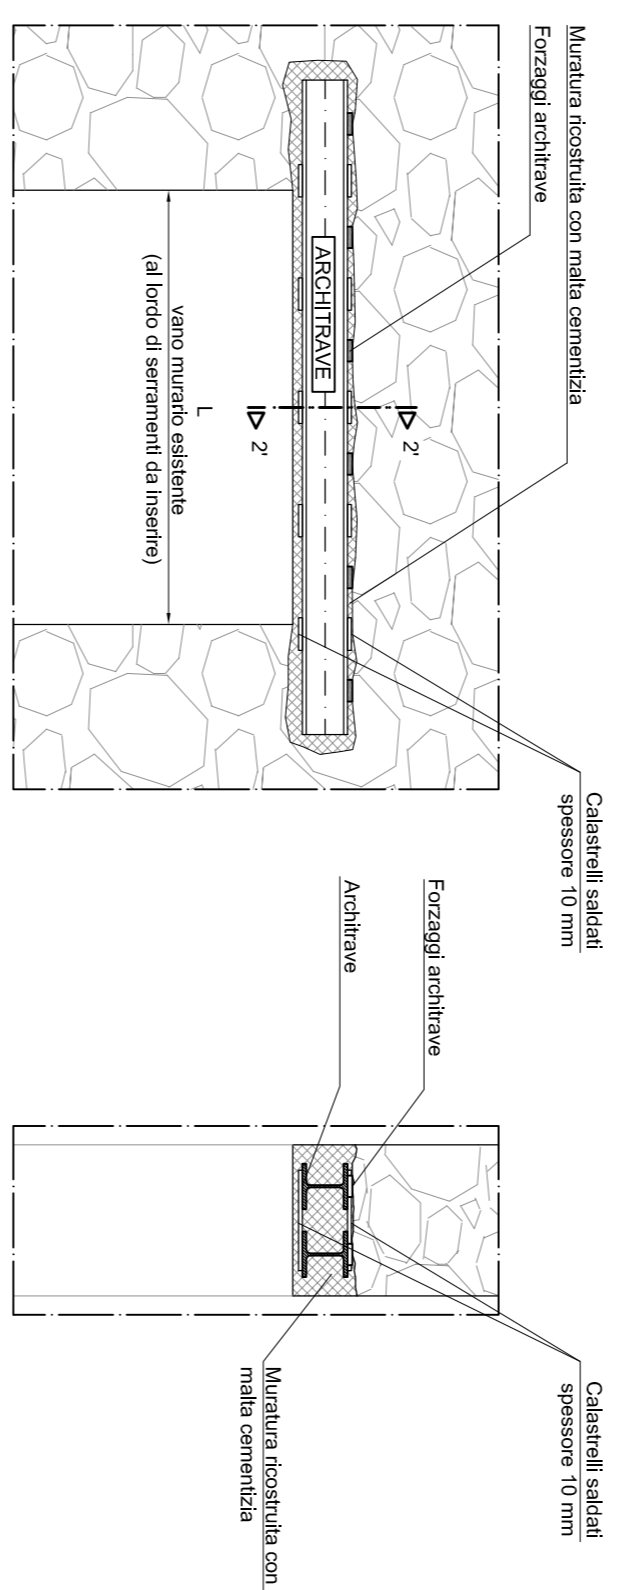 Muratura ricostruita con malta cementizia
Forzaggi architrave
ARCHITRAVE
2'
2'
L
vano murario esistente
(al lordo di serramenti da inserire)
Calastrelli saldati
spessore 10 mm
Forzaggi architrave
Architrave
Calastrelli saldati
spessore 10 mm
Muratura ricostruita con
malta cementizia